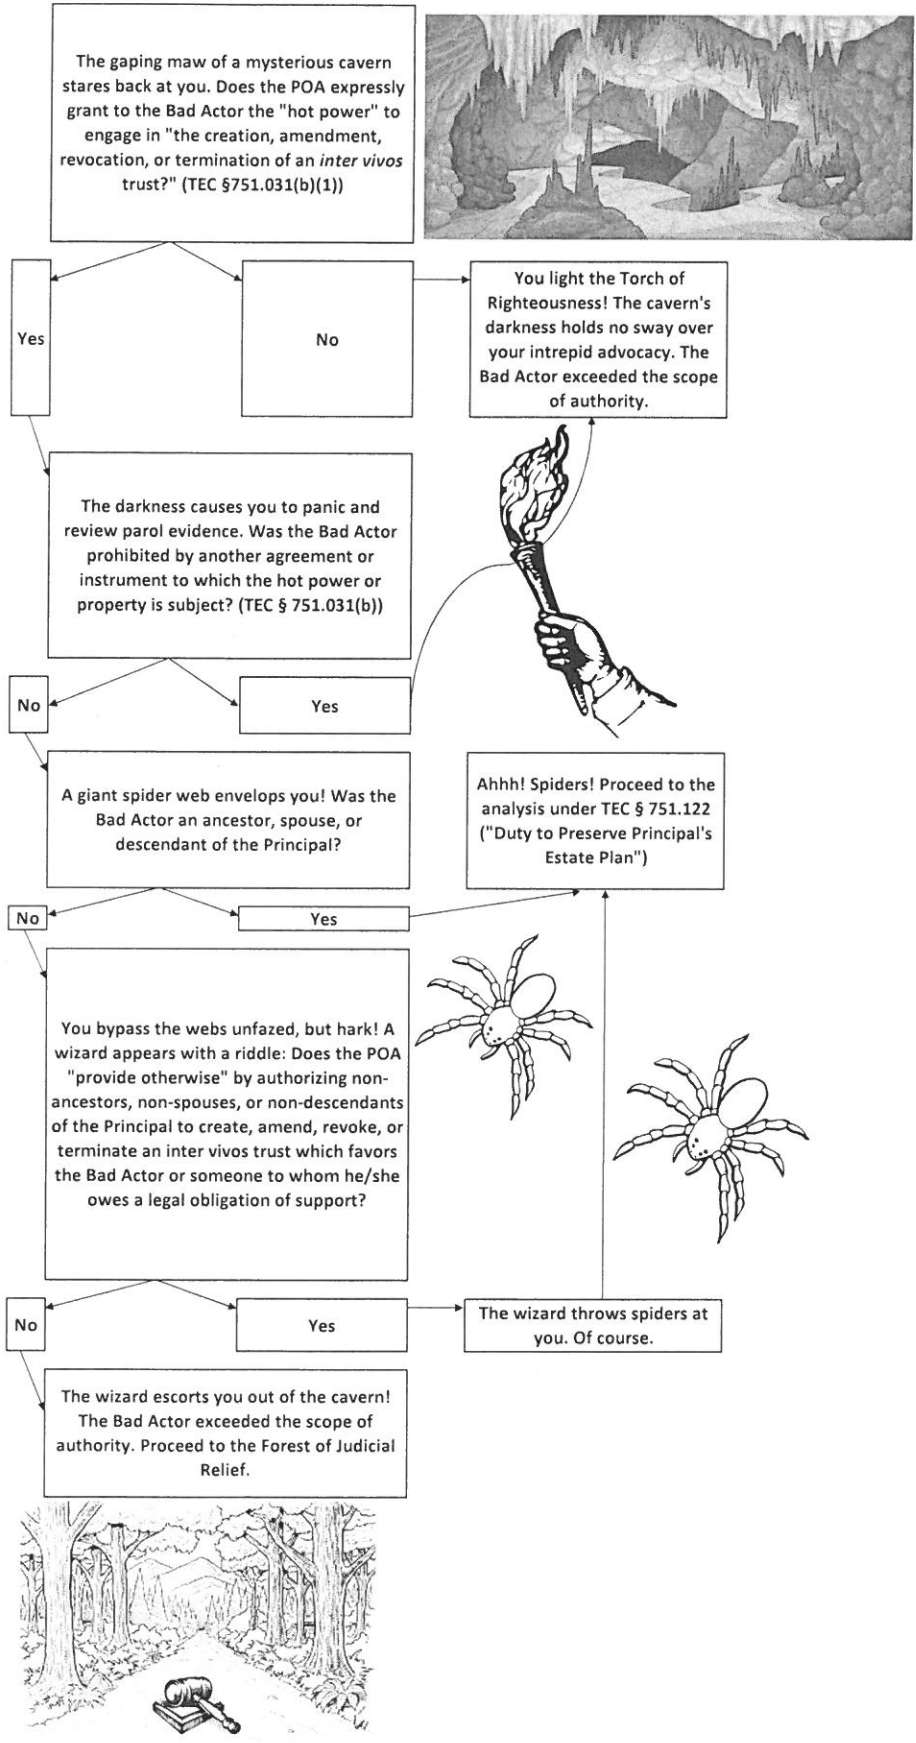 The gaping maw of a mysterious cavern
stares back at you. Does the POA expressly
grant to the Bad Actor the "hot power" to
engage in "the creation, amendment,
revocation, or termination of an inter vivos
trust?" (TEC §751.031(b)(1))
Yes
No
You light the Torch of
Righteousness! The cavern's
darkness holds no sway over
your intrepid advocacy. The
Bad Actor exceeded the scope
of authority.
The darkness causes you to panic and
review parol evidence. Was the Bad Actor
prohibited by another agreement or
instrument to which the hot power or
property is subject? (TEC § 751.031(b))
No
Yes
A giant spider web envelops you! Was the
Bad Actor an ancestor, spouse, or
descendant of the Principal?
Ahhh! Spiders! Proceed to the
analysis under TEC § 751.122
("Duty to Preserve Principal's
Estate Plan")
No
Yes
You bypass the webs unfazed, but hark! A
wizard appears with a riddle: Does the POA
"provide otherwise" by authorizing non-
ancestors, non-spouses, or non-descendants
of the Principal to create, amend, revoke, or
terminate an inter vivos trust which favors
the Bad Actor or someone to whom he/she
owes a legal obligation of support?
No
Yes
The wizard throws spiders at
you. Of course.
The wizard escorts you out of the cavern!
The Bad Actor exceeded the scope of
authority. Proceed to the Forest of Judicial
Relief.